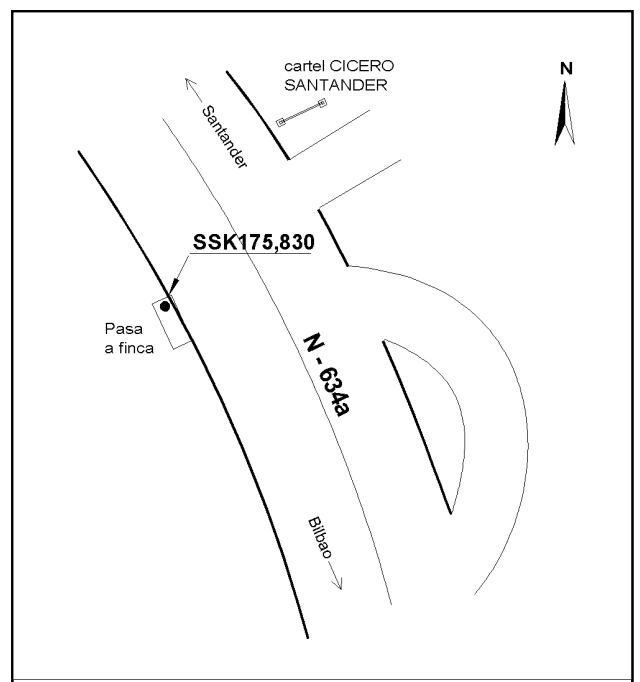 cartel CICERO
SANTANDER
N
Santander
SSK175,830
Pasa
a finca
N - 634a
Bilbao